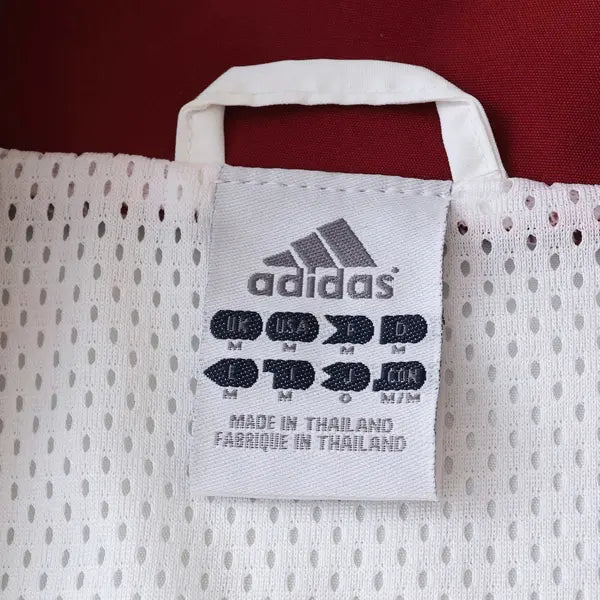 adidas
UK USA F D
M M M M
E I J CON
M M O M/M
MADE IN THAILAND
FABRIQUE IN THAILAND